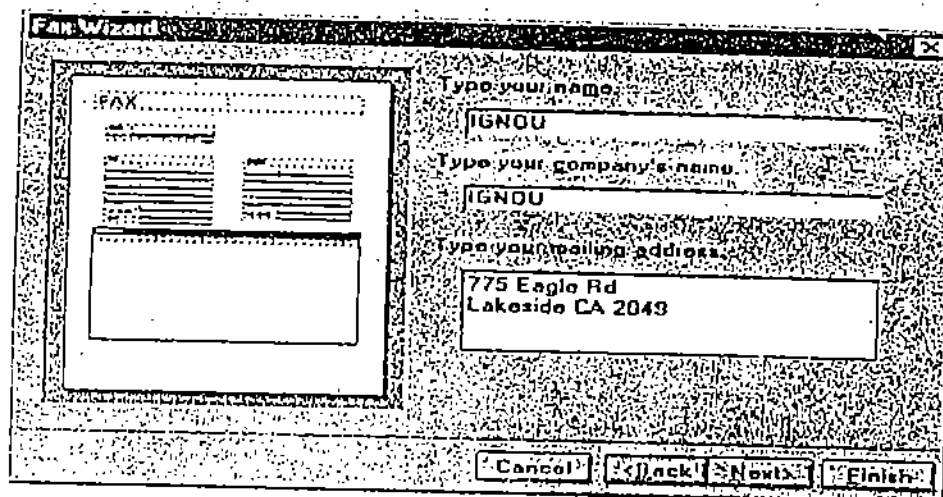 Fax Wizard
FAX
Type your name.
IGNOU
Type your company's name.
IGNOU
Type your mailing address.
775 Eagle Rd
Lakeside CA 2049
Cancel <Back Next> Finish